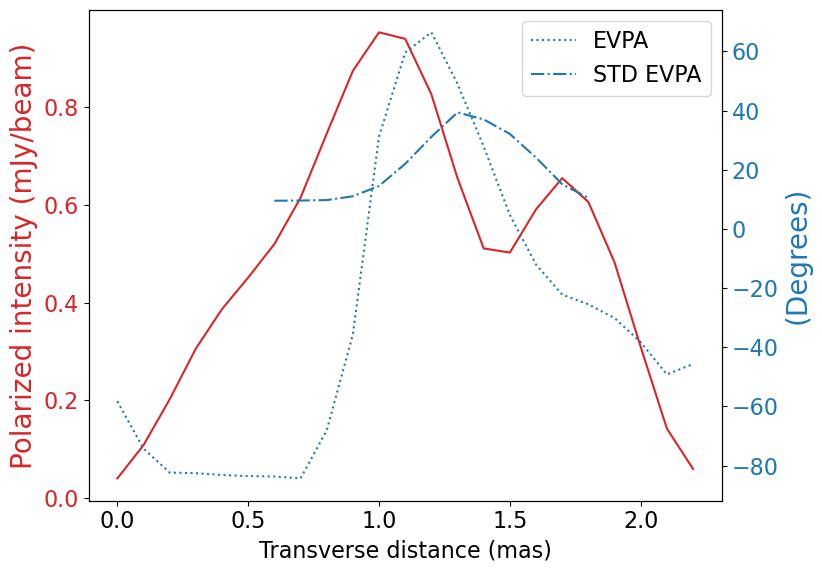 EVPA
STD EVPA
Polarized intensity (mJy/beam)
0.8
0.6
0.4
0.2
0.0
60
40
20
0
−20
−40
−60
−80
(Degrees)
0.0 0.5 1.0 1.5 2.0
Transverse distance (mas)